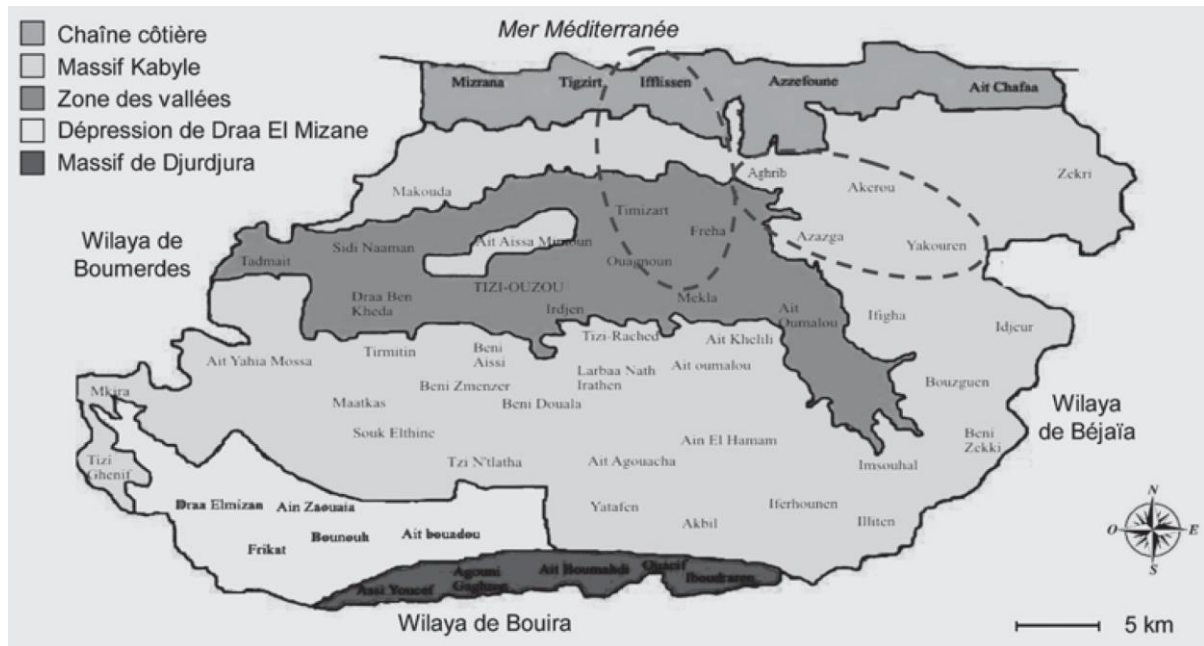 Mer Méditerranée
Chaîne côtière
Massif Kabyle
Zone des vallées
Dépression de Draa El Mizane
Massif de Djurdjura
Mizrana
Tigzirt
Ifflissen
Azzefoune
Ait Chafaa
Makouda
Aghrib
Akerou
Zekri
Wilaya de
Boumerdes
Tadmait
Sidi Naaman
Ait Aissa Mimoun
Timizart
Freha
Azazga
Yakouren
Ouagnoun
Draa Ben
Kheda
TIZI-OUZOU
Irdjen
Mekla
Ait
Oumalou
Ifigha
Idjeur
Ait Yahia Mossa
Tirmitin
Beni
Aissi
Tizi-Rached
Ait Khelili
Larbaa Nath
Irathen
Ait oumalou
Mkira
Maatkas
Beni Zmenzer
Beni Douala
Bouzguen
Wilaya
de Béjaïa
Souk Elthine
Ain El Hamam
Beni
Zekki
Tizi
Ghenif
Tzi N'tlatha
Ait Agouacha
Imsouhal
Draa Elmizan
Ain Zaouaia
Yatafen
Akbil
Iferhounen
Illiten
Frikat
Bounouh
Ait bouadou
Assi Youcef
Agouni
Gaghran
Ait Boumahdi
Ouacif
Iboudraren
Wilaya de Bouira
N
O
E
S
5 km